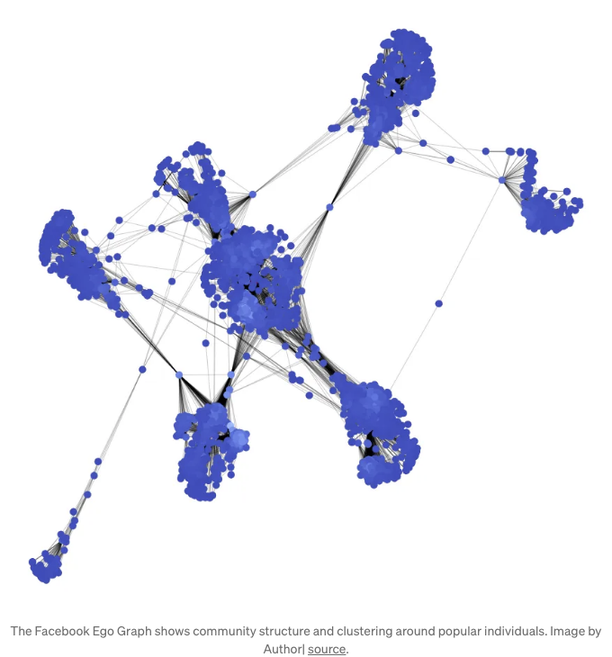 The Facebook Ego Graph shows community structure and clustering around popular individuals. Image by
Author| source.